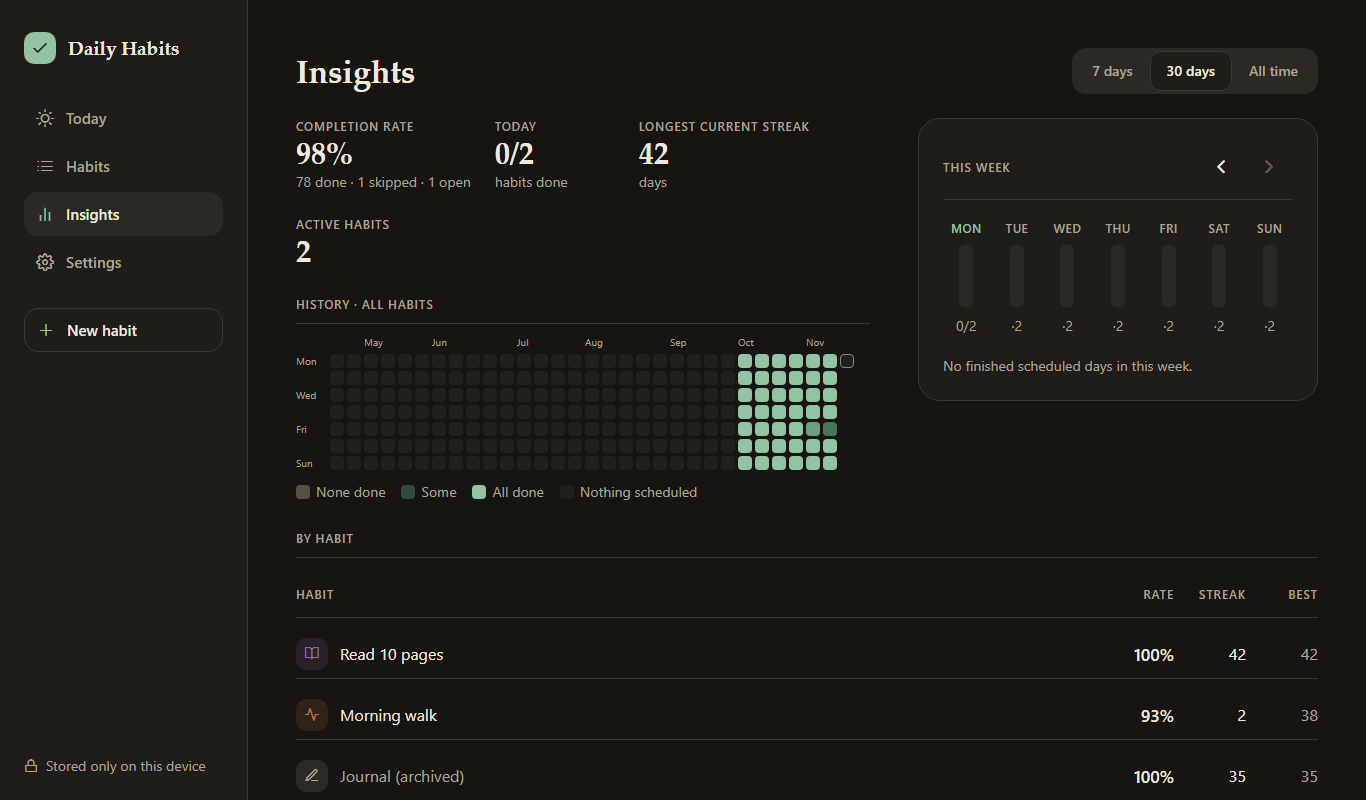 Daily Habits
Today
Habits
Insights
Settings
New habit
Stored only on this device
Insights
7 days 30 days All time
COMPLETION RATE
98%
78 done · 1 skipped · 1 open
TODAY
0/2
habits done
LONGEST CURRENT STREAK
42
days
ACTIVE HABITS
2
HISTORY · ALL HABITS
May Jun Jul Aug Sep Oct Nov
Mon
Wed
Fri
Sun
None done Some All done Nothing scheduled
THIS WEEK
MON TUE WED THU FRI SAT SUN
0/2 ·2 ·2 ·2 ·2 ·2 ·2
No finished scheduled days in this week.
BY HABIT
HABIT RATE STREAK BEST
Read 10 pages 100% 42 42
Morning walk 93% 2 38
Journal (archived) 100% 35 35